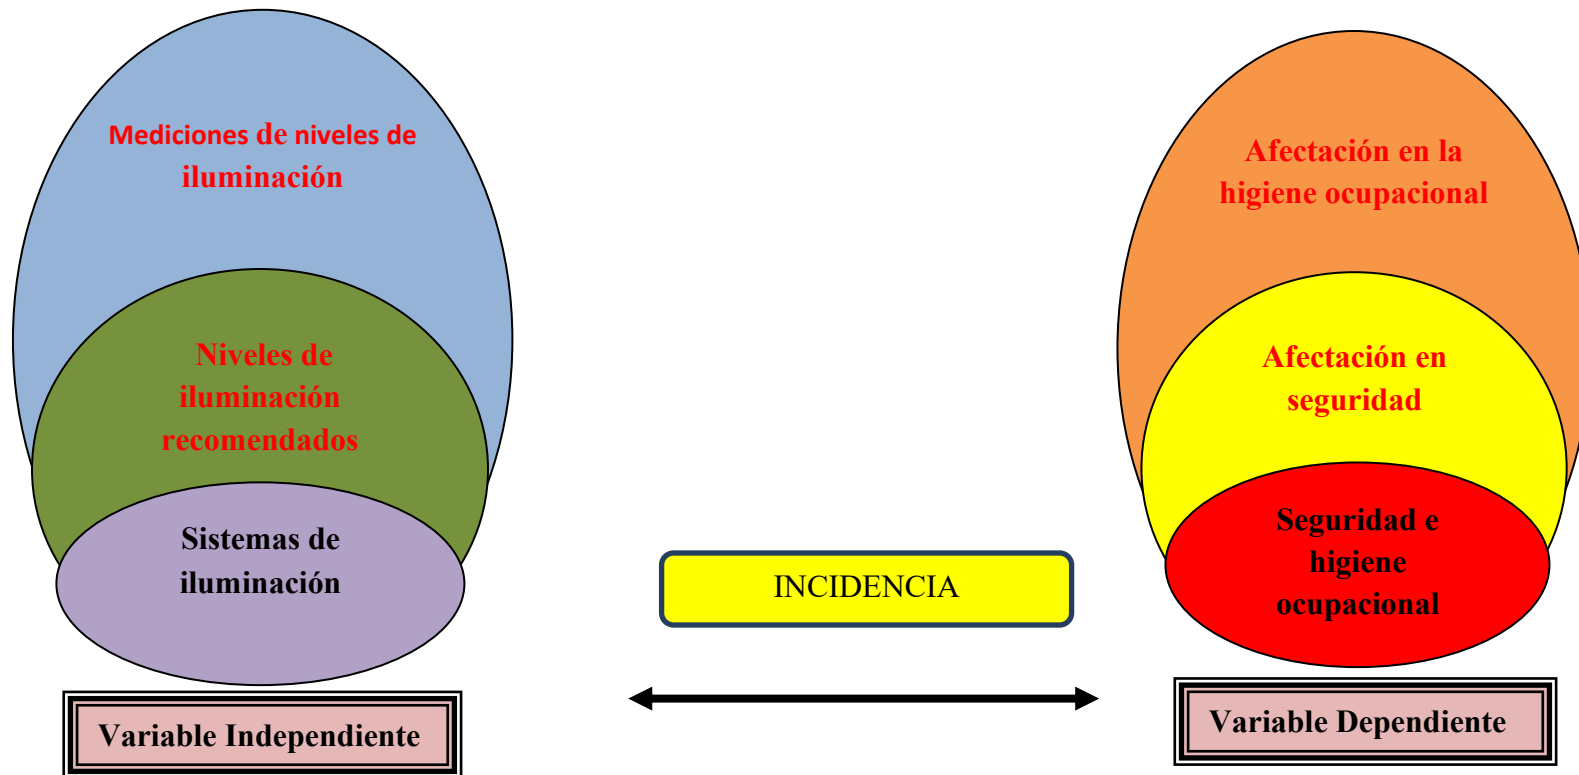 Mediciones de niveles de
iluminación
Niveles de
iluminación
recomendados
Sistemas de
iluminación
Variable Independiente
INCIDENCIA
Afectación en la
higiene ocupacional
Afectación en
seguridad
Seguridad e
higiene
ocupacional
Variable Dependiente